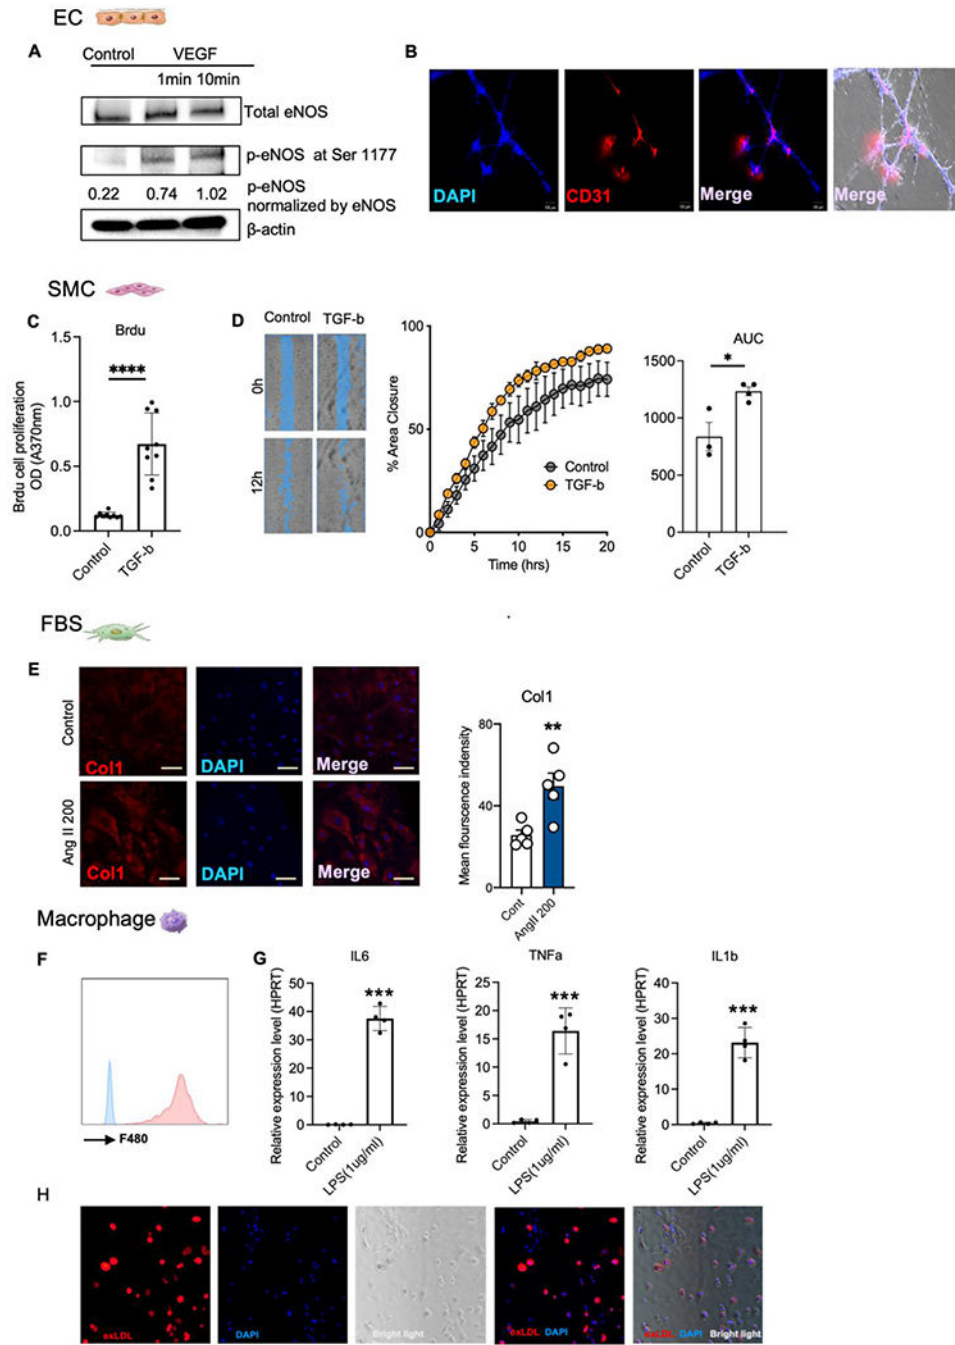 EC
A
Control VEGF
1min 10min
Total eNOS
p-eNOS at Ser 1177
0.22 0.74 1.02 p-eNOS
normalized by eNOS
β-actin
B
DAPI
CD31
Merge
Merge
SMC
C
Brdu
****
Brdu cell proliferation
OD (A370nm)
1.5
1.0
0.5
0.0
Control
TGF-b
D
Control TGF-b
0h
12h
% Area Closure
100
50
0
0 5 10 15 20
Time (hrs)
Control
TGF-b
AUC
*
1500
1000
500
0
Control
TGF-b
FBS
E
Control
Col1
DAPI
Merge
Ang II 200
Col1
DAPI
Merge
Col1
**
Mean flourscence indensity
80
40
0
Cont
AngII 200
Macrophage
F
F480
G
IL6
***
Relative expression level (HPRT)
50
40
30
20
10
0
Control
LPS(1ug/ml)
TNFa
***
Relative expression level (HPRT)
25
20
15
10
5
0
Control
LPS(1ug/ml)
IL1b
***
Relative expression level (HPRT)
40
30
20
10
0
Control
LPS(1ug/ml)
H
oxLDL
DAPI
Bright light
oxLDL DAPI
oxLDL DAPI Bright light